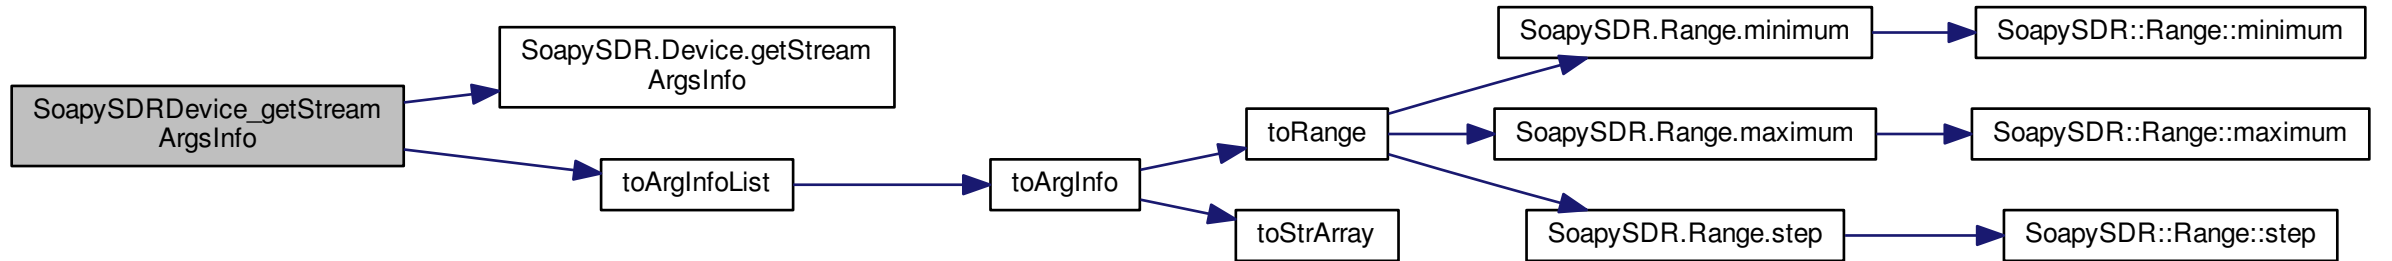 SoapySDRDevice_getStream
ArgsInfo
SoapySDR.Device.getStream
ArgsInfo
toArgInfoList
toArgInfo
toRange
toStrArray
SoapySDR.Range.minimum
SoapySDR::Range::minimum
SoapySDR.Range.maximum
SoapySDR::Range::maximum
SoapySDR.Range.step
SoapySDR::Range::step